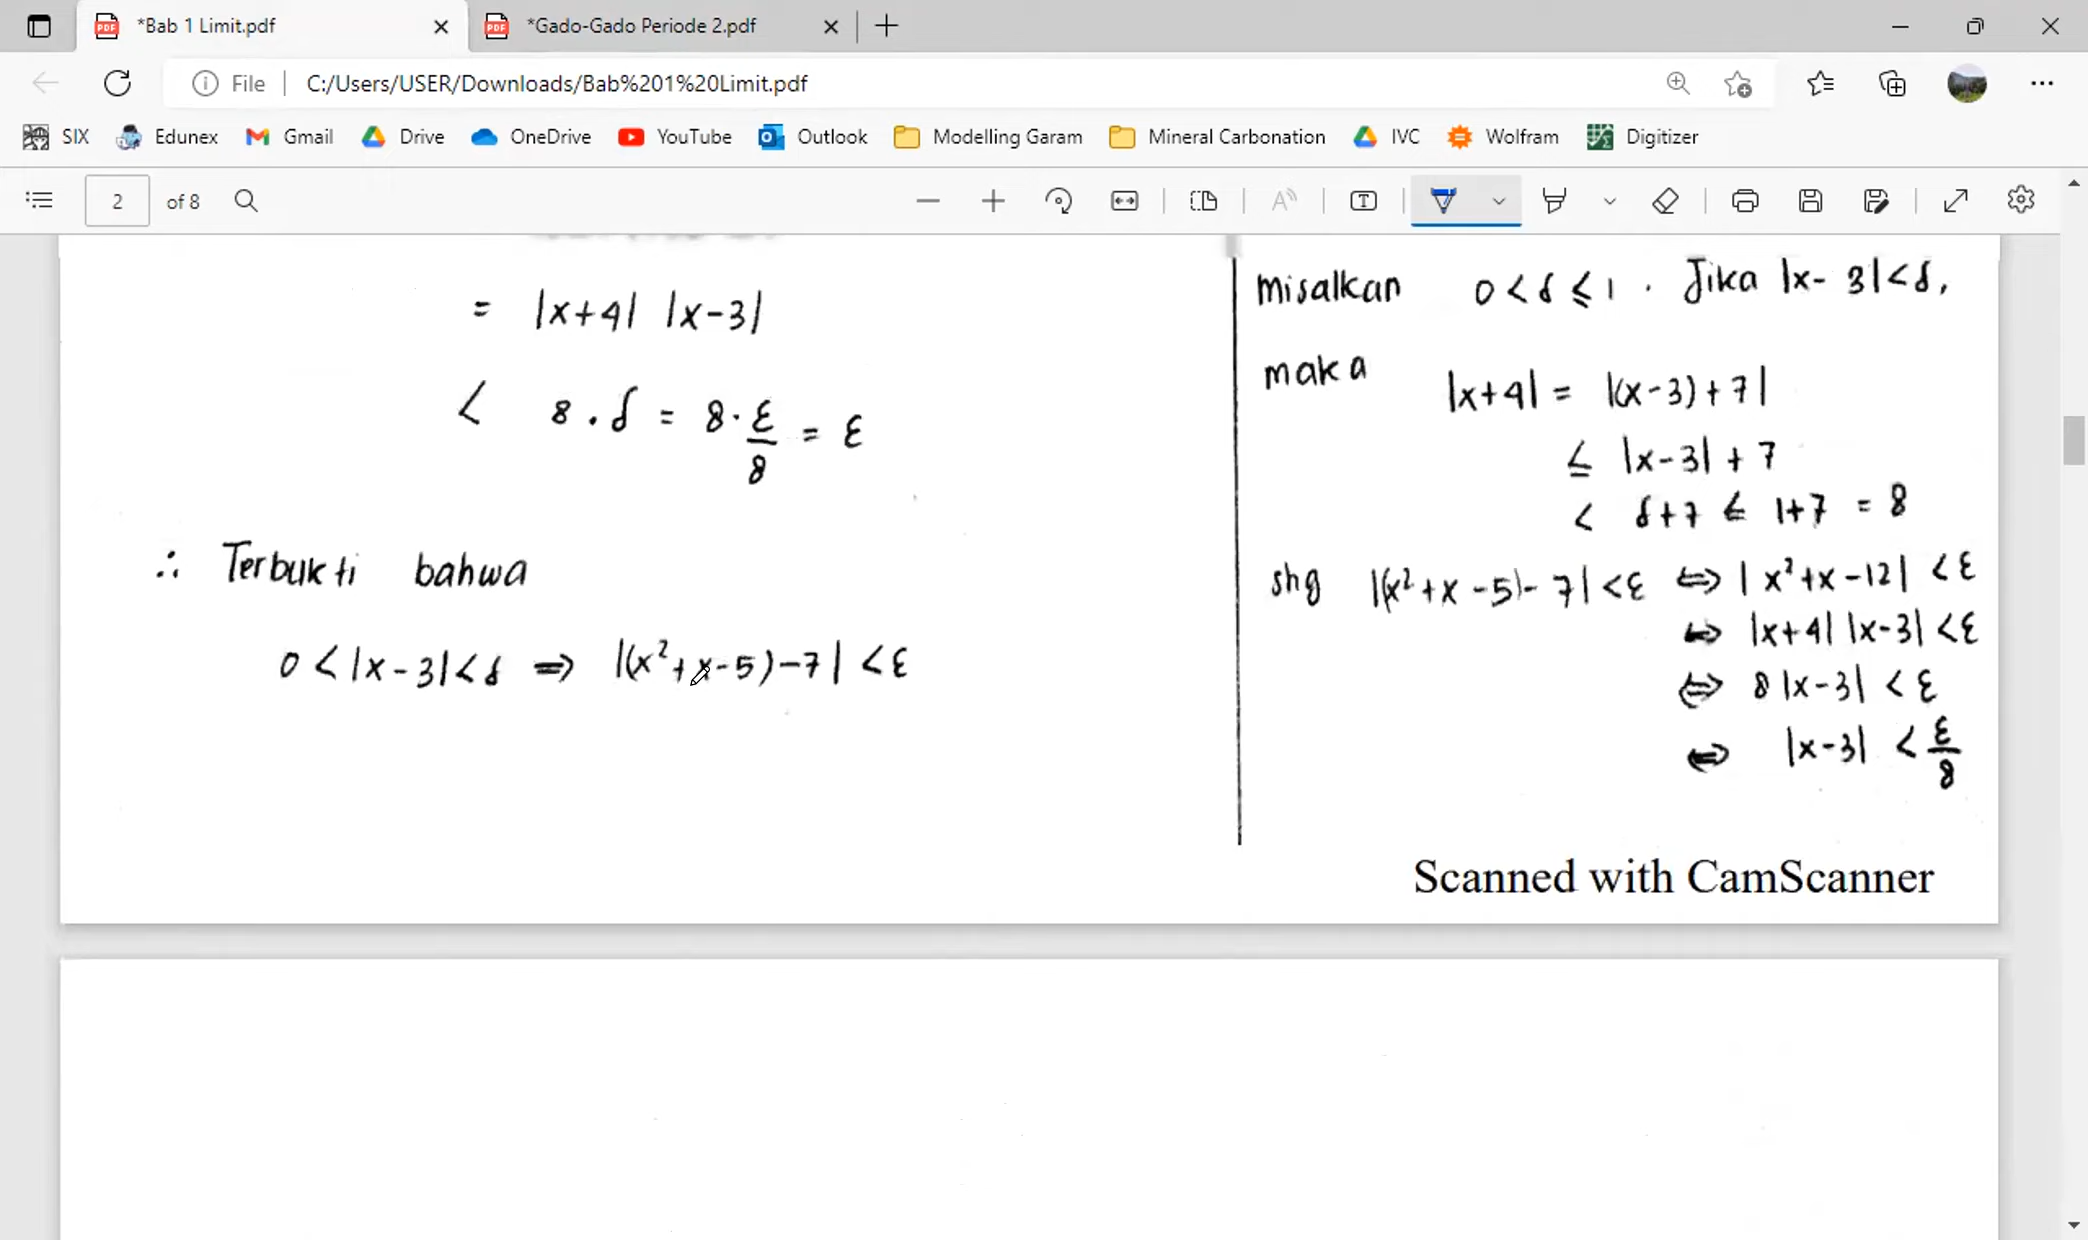 *Bab 1 Limit.pdf
*Gado-Gado Periode 2.pdf
File
C:/Users/USER/Downloads/Bab%201%20Limit.pdf
SIX
Edunex
Gmail
Drive
OneDrive
YouTube
Outlook
Modelling Garam
Mineral Carbonation
IVC
Wolfram
Digitizer
2 of 8
= |x+4| |x-3|
< 8 . δ = 8 . ε/8 = ε
∴ Terbukti bahwa
0 < |x-3| < δ ⇒ |(x²+x-5)-7| < ε
misalkan 0 < δ ≤ 1 . Jika |x-3| < δ,
maka |x+4| = |(x-3)+7|
≤ |x-3| + 7
< δ+7 ≤ 1+7 = 8
shg |(x²+x-5)-7| < ε ⇔ |x²+x-12| < ε
⇔ |x+4| |x-3| < ε
⇔ 8 |x-3| < ε
⇔ |x-3| < ε/8
Scanned with CamScanner